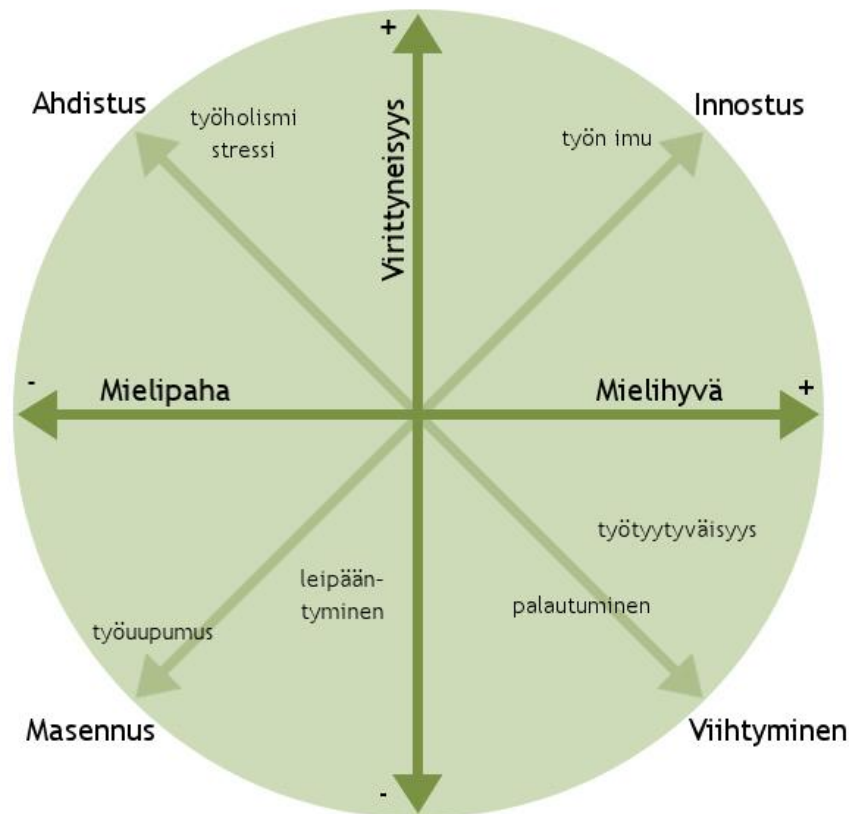 +
Ahdistus
Innostus
työholismi
stressi
työn imu
Virittyneisyys
-
Mielipaha
Mielihyvä
+
työtyytyväisyys
leipään-
tyminen
palautuminen
työuupumus
Masennus
Viihtyminen
-